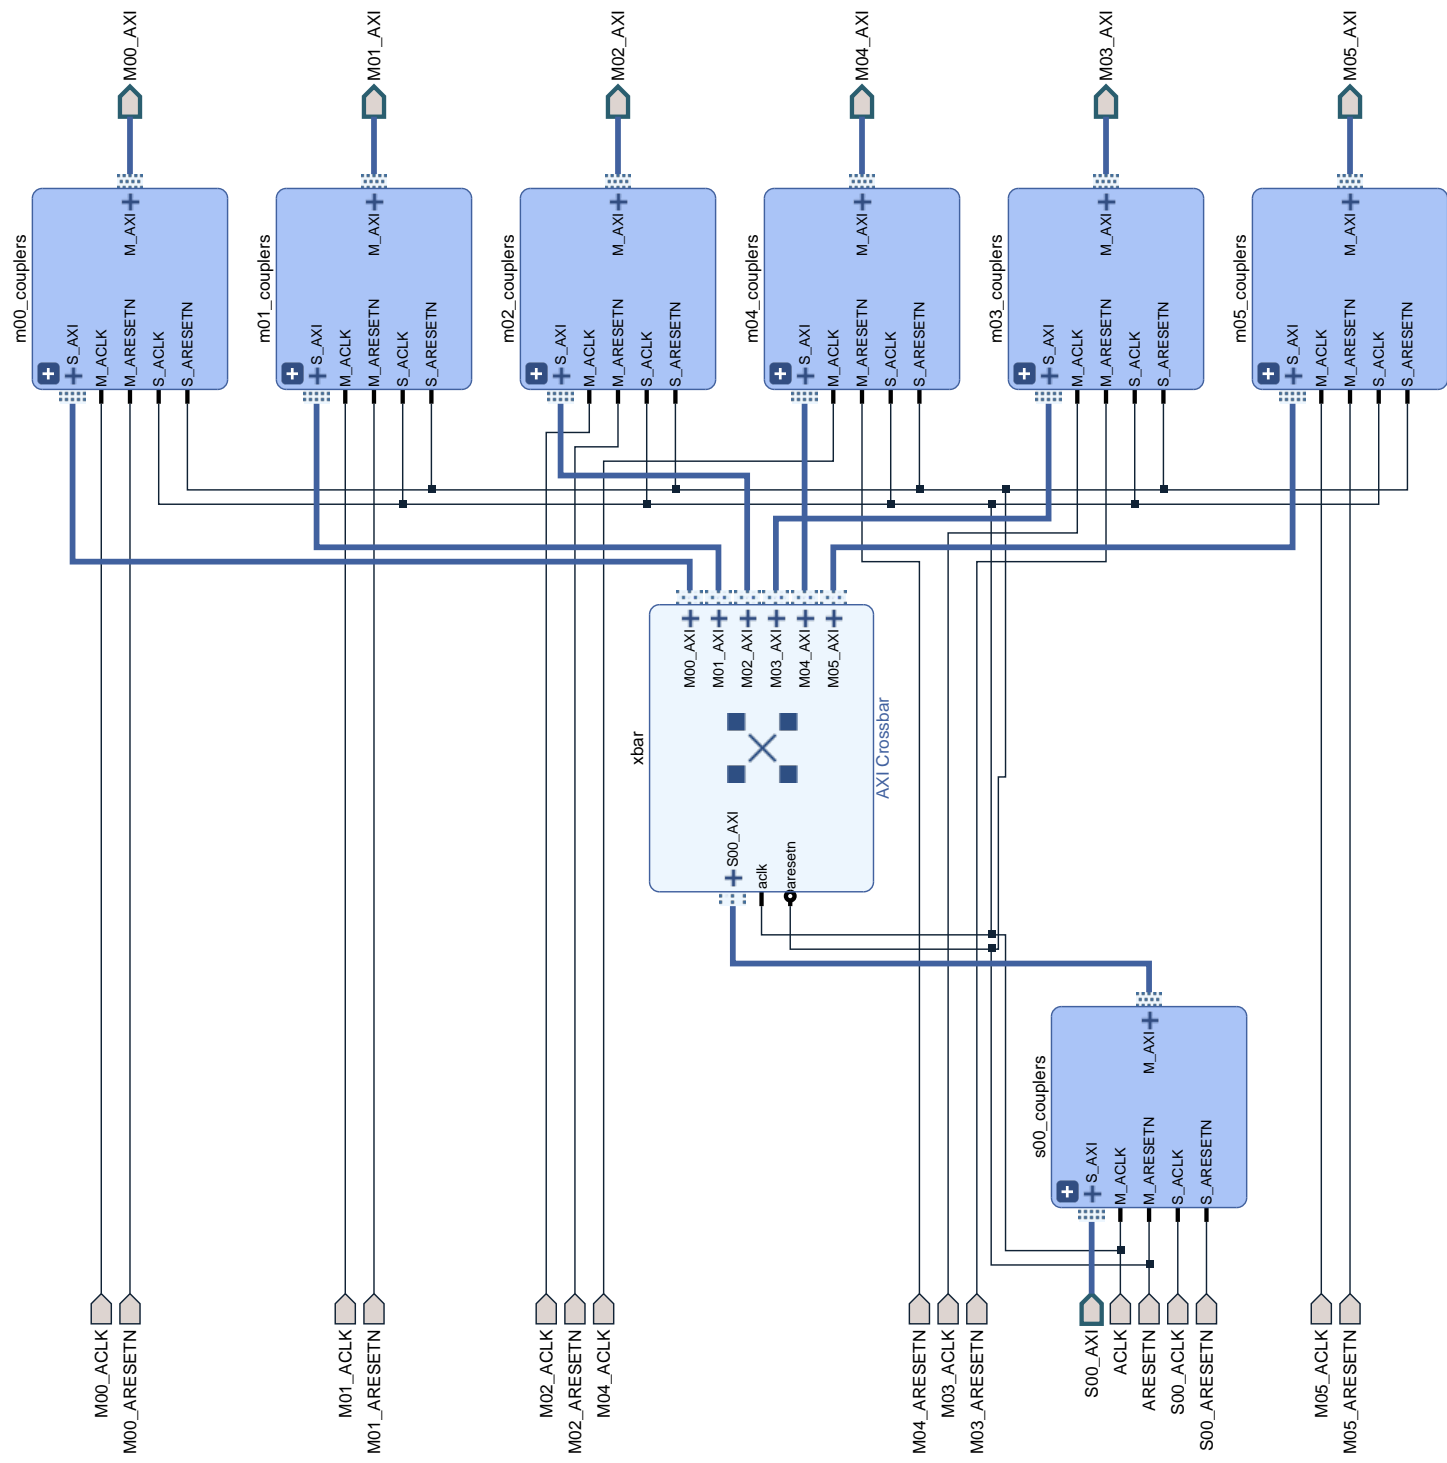 M00_AXI
M01_AXI
M02_AXI
M04_AXI
M03_AXI
M05_AXI
m00_couplers
S_AXI
M_ACLK
M_ARESETN
S_ACLK
S_ARESETN
M_AXI
m01_couplers
S_AXI
M_ACLK
M_ARESETN
S_ACLK
S_ARESETN
M_AXI
m02_couplers
S_AXI
M_ACLK
M_ARESETN
S_ACLK
S_ARESETN
M_AXI
m04_couplers
S_AXI
M_ACLK
M_ARESETN
S_ACLK
S_ARESETN
M_AXI
m03_couplers
S_AXI
M_ACLK
M_ARESETN
S_ACLK
S_ARESETN
M_AXI
m05_couplers
S_AXI
M_ACLK
M_ARESETN
S_ACLK
S_ARESETN
M_AXI
xbar
M00_AXI
M01_AXI
M02_AXI
M03_AXI
M04_AXI
M05_AXI
S00_AXI
aclk
aresetn
AXI Crossbar
s00_couplers
S_AXI
M_ACLK
M_ARESETN
S_ACLK
S_ARESETN
M_AXI
M00_ACLK
M00_ARESETN
M01_ACLK
M01_ARESETN
M02_ACLK
M02_ARESETN
M04_ACLK
M04_ARESETN
M03_ACLK
M03_ARESETN
S00_AXI
ACLK
ARESETN
S00_ACLK
S00_ARESETN
M05_ACLK
M05_ARESETN